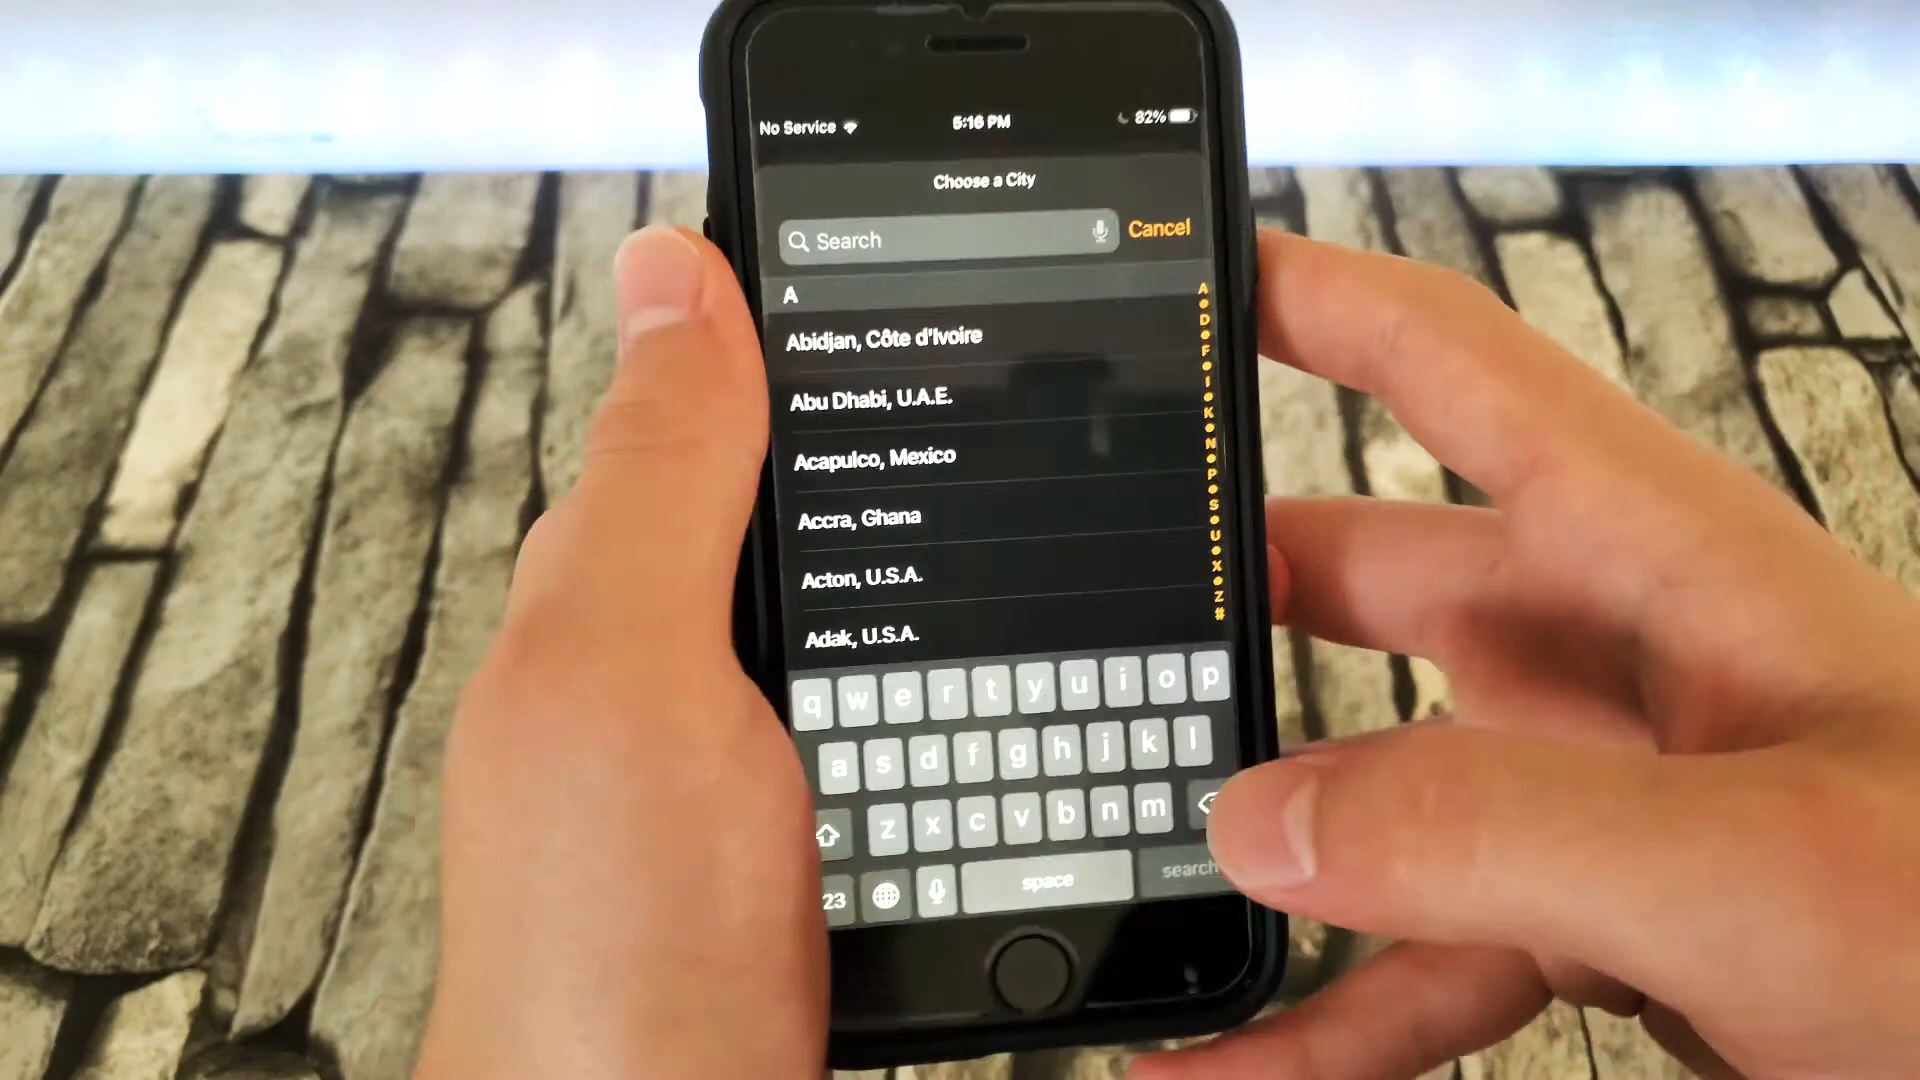 No Service 5:16 PM 82%
Choose a City
Search Cancel
A
Abidjan, Côte d'Ivoire
Abu Dhabi, U.A.E.
Acapulco, Mexico
Accra, Ghana
Acton, U.S.A.
Adak, U.S.A.
A
D
F
I
K
N
P
S
U
X
Z
#
q w e r t y u i o p
a s d f g h j k l
z x c v b n m
23 space search